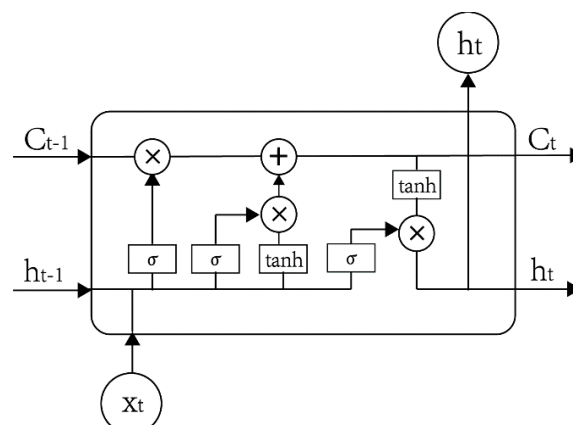 ht
Ct-1
×
+
Ct
tanh
×
×
σ
σ
tanh
σ
ht-1
ht
xt